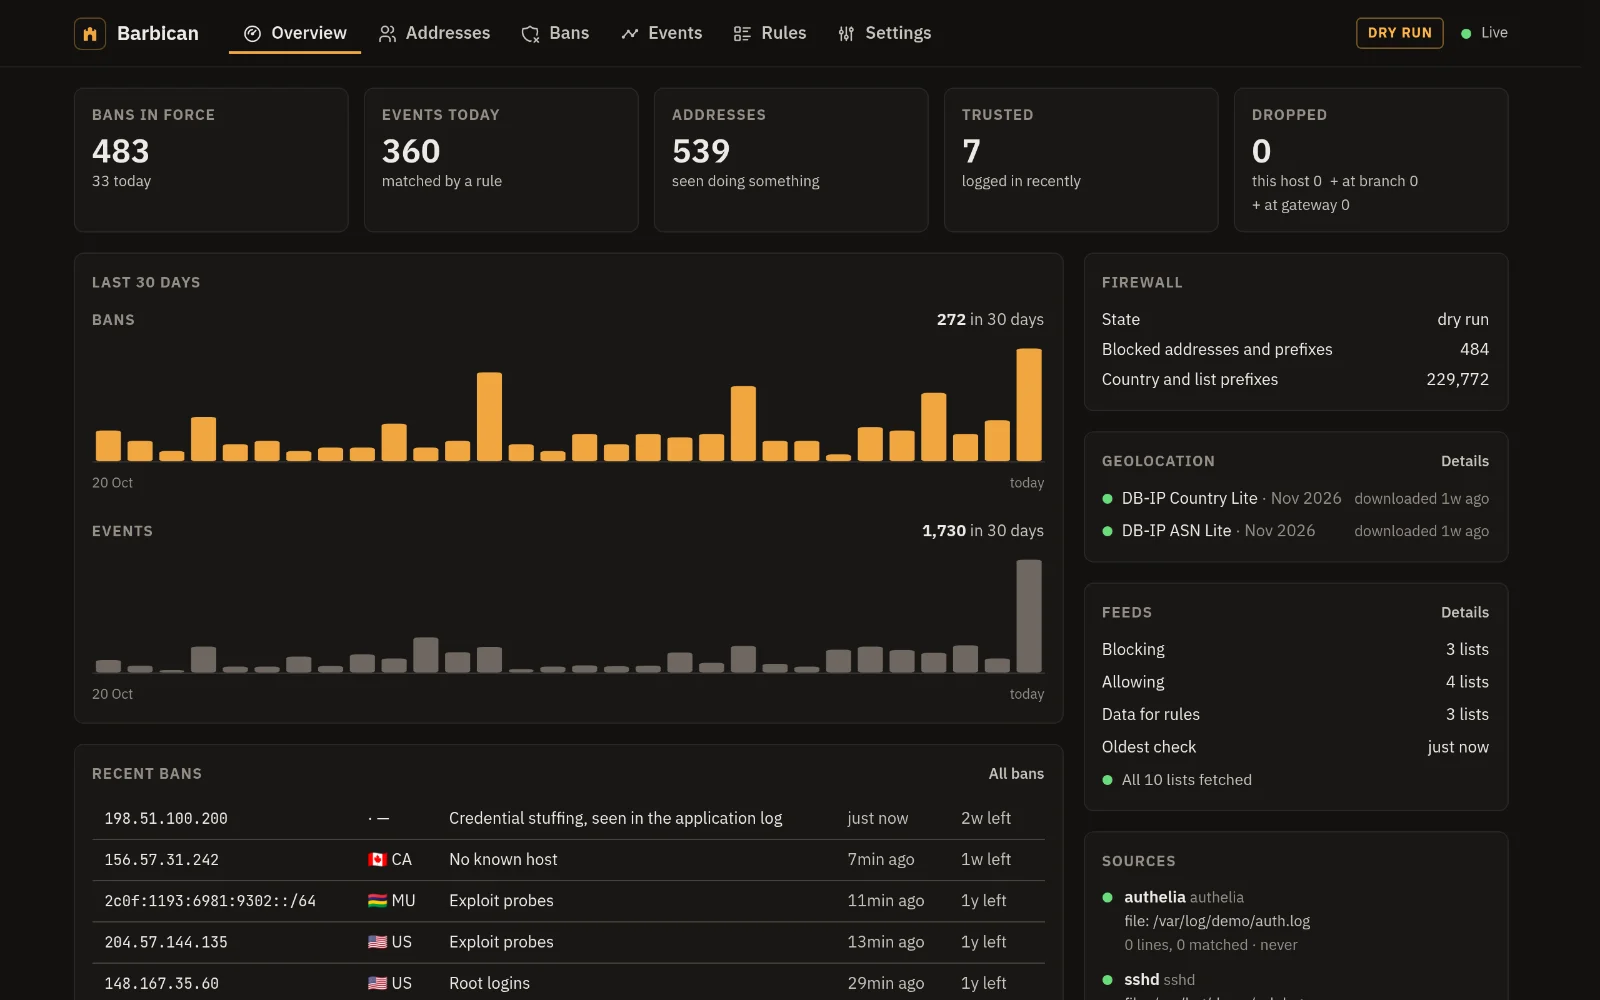 Barbican Overview Addresses Bans Events Rules Settings DRY RUN Live
BANS IN FORCE
483
33 today
EVENTS TODAY
360
matched by a rule
ADDRESSES
539
seen doing something
TRUSTED
7
logged in recently
DROPPED
0
this host 0 + at branch 0
+ at gateway 0
LAST 30 DAYS
BANS 272 in 30 days
20 Oct today
EVENTS 1,730 in 30 days
20 Oct today
RECENT BANS All bans
198.51.100.200 · — Credential stuffing, seen in the application log just now 2w left
156.57.31.242 🇨🇦 CA No known host 7min ago 1w left
2c0f:1193:6981:9302::/64 🇲🇺 MU Exploit probes 11min ago 1y left
204.57.144.135 🇺🇸 US Exploit probes 13min ago 1y left
148.167.35.60 🇺🇸 US Root logins 29min ago 1y left
FIREWALL
State dry run
Blocked addresses and prefixes 484
Country and list prefixes 229,772
GEOLOCATION Details
DB-IP Country Lite · Nov 2026 downloaded 1w ago
DB-IP ASN Lite · Nov 2026 downloaded 1w ago
FEEDS Details
Blocking 3 lists
Allowing 4 lists
Data for rules 3 lists
Oldest check just now
All 10 lists fetched
SOURCES
authelia authelia
file: /var/log/demo/auth.log
0 lines, 0 matched · never
sshd sshd